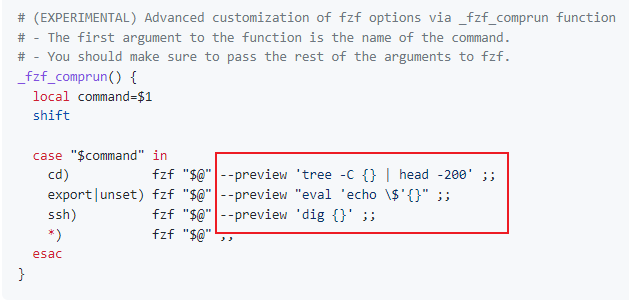 # (EXPERIMENTAL) Advanced customization of fzf options via _fzf_comprun function
# - The first argument to the function is the name of the command.
# - You should make sure to pass the rest of the arguments to fzf.
_fzf_comprun() {
  local command=$1
  shift

  case "$command" in
    cd)           fzf "$@" --preview 'tree -C {} | head -200' ;;
    export|unset) fzf "$@" --preview "eval 'echo \$'{}" ;;
    ssh)          fzf "$@" --preview 'dig {}' ;;
    *)            fzf "$@" ;;
  esac
}